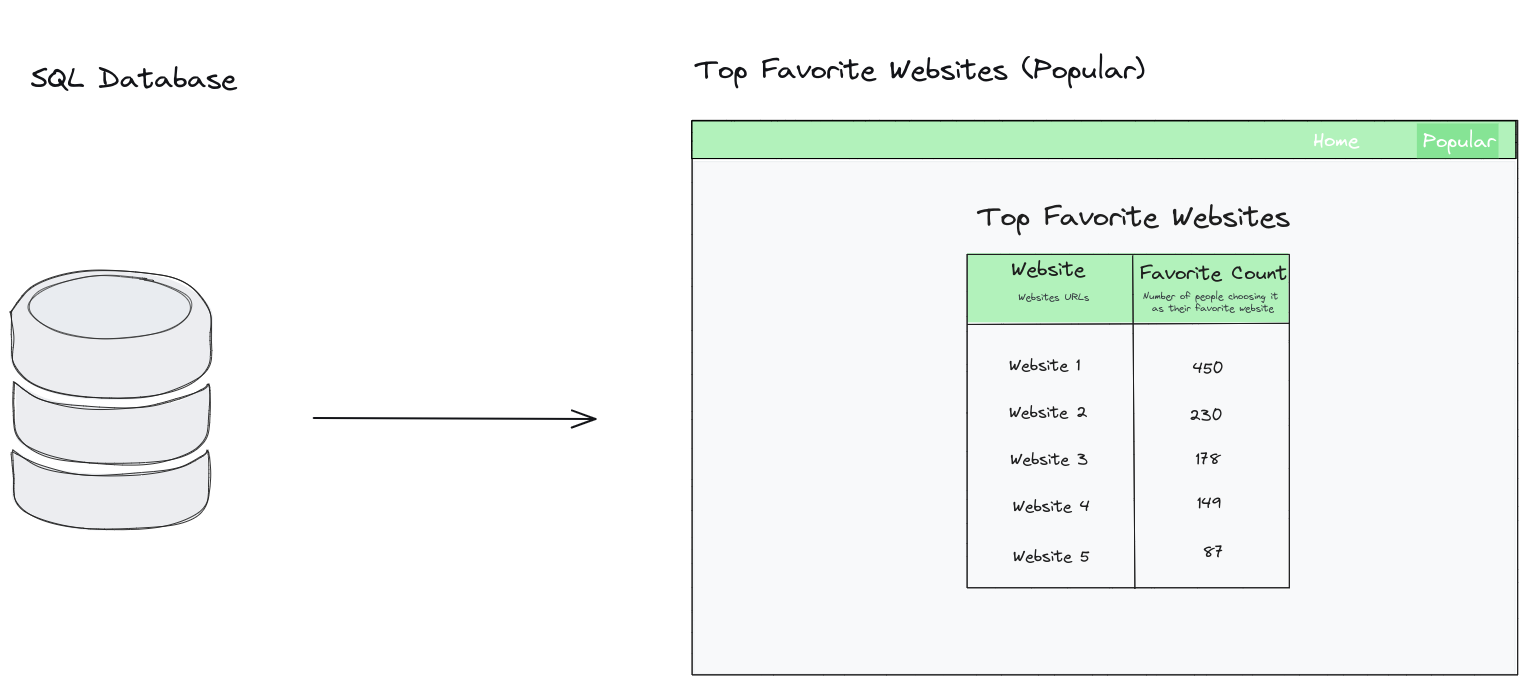 SQL Database
Top Favorite Websites (Popular)
Home Popular
Top Favorite Websites
Website Favorite Count
Websites URLs Number of people choosing it
as their favorite website
Website 1 450
Website 2 230
Website 3 178
Website 4 149
Website 5 87